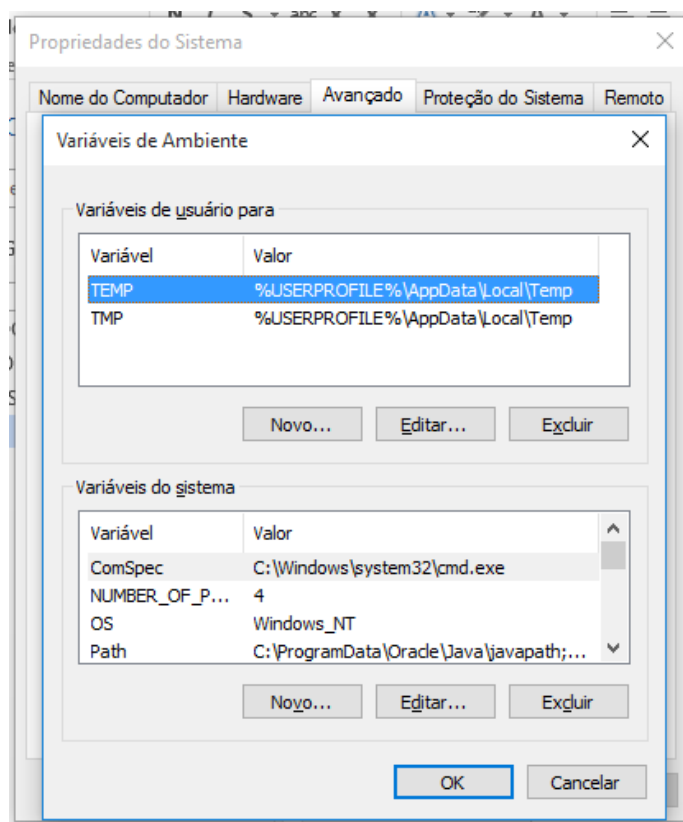 Propriedades do Sistema
Nome do Computador Hardware Avançado Proteção do Sistema Remoto
Variáveis de Ambiente
Variáveis de usuário para
Variável Valor
TEMP %USERPROFILE%\AppData\Local\Temp
TMP %USERPROFILE%\AppData\Local\Temp
Novo... Editar... Excluir
Variáveis do sistema
Variável Valor
ComSpec C:\Windows\system32\cmd.exe
NUMBER_OF_P... 4
OS Windows_NT
Path C:\ProgramData\Oracle\Java\javapath;...
Novo... Editar... Excluir
OK Cancelar